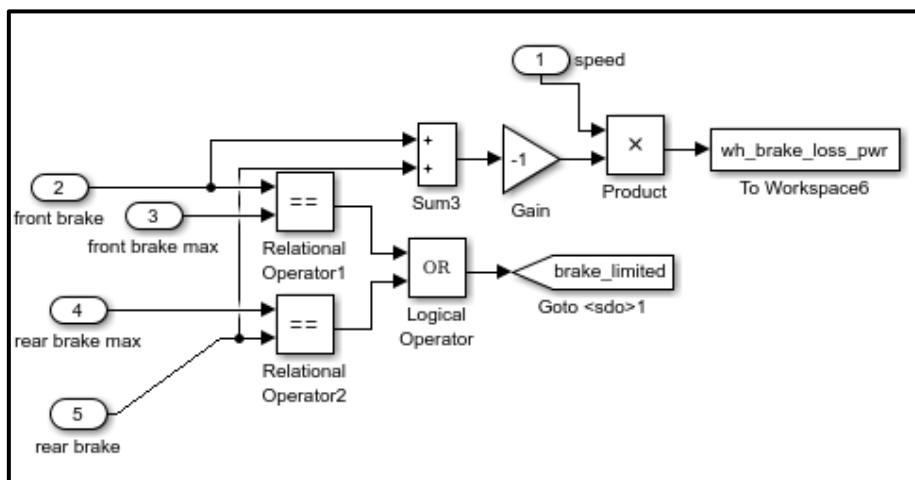 1
speed
+
+
-1
×
wh_brake_loss_pwr
To Workspace6
Sum3
Gain
Product
2
front brake
3
front brake max
==
Relational
Operator1
OR
Logical
Operator
brake_limited
Goto <sdo>1
4
rear brake max
==
Relational
Operator2
5
rear brake